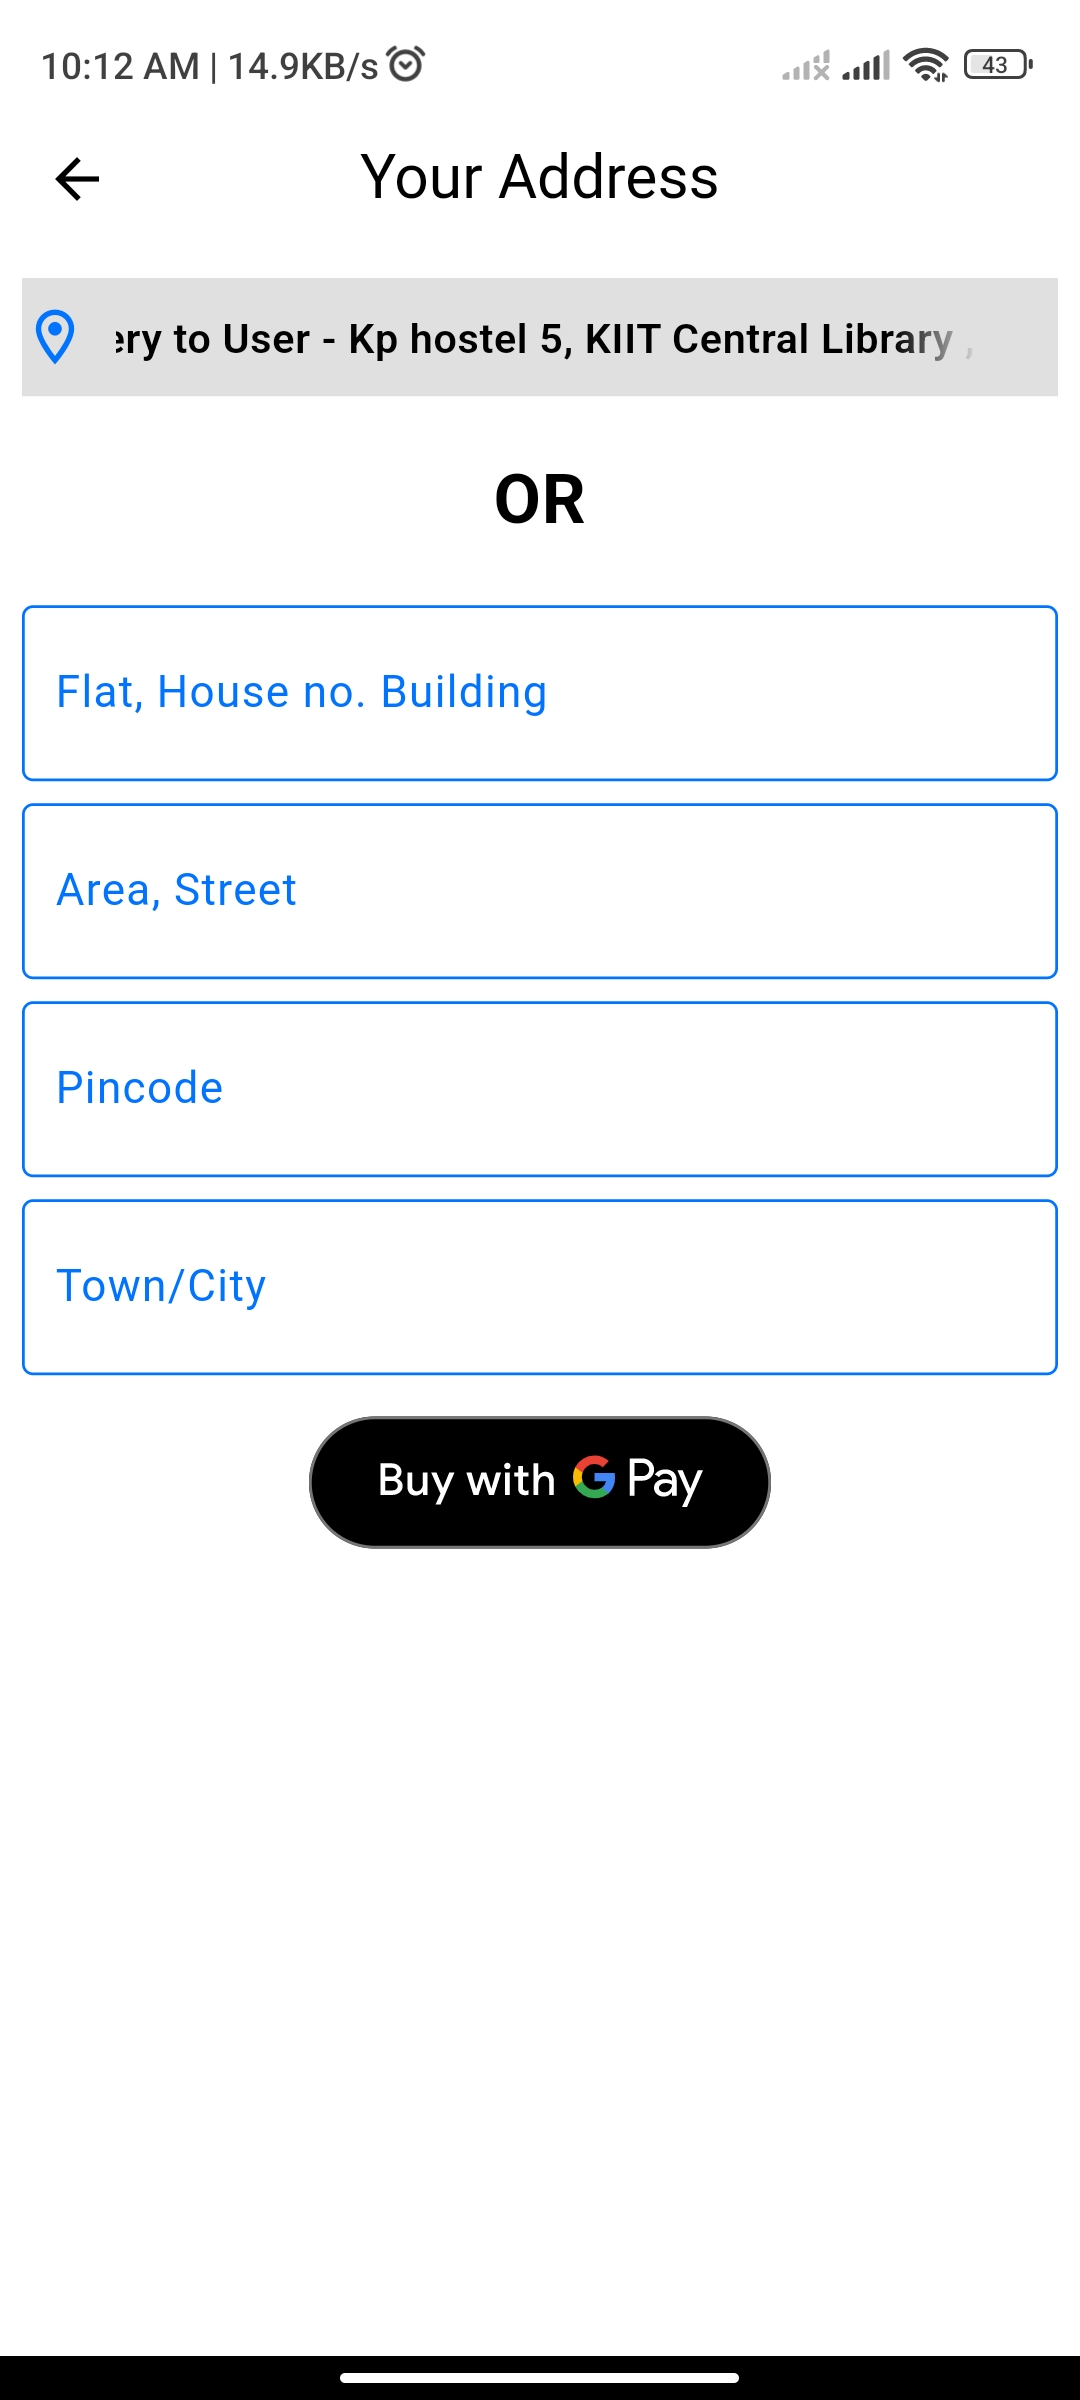 10:12 AM | 14.9KB/s
43
Your Address
to User - Kp hostel 5, KIIT Central Library ,
OR
Flat, House no. Building
Area, Street
Pincode
Town/City
Buy with G Pay